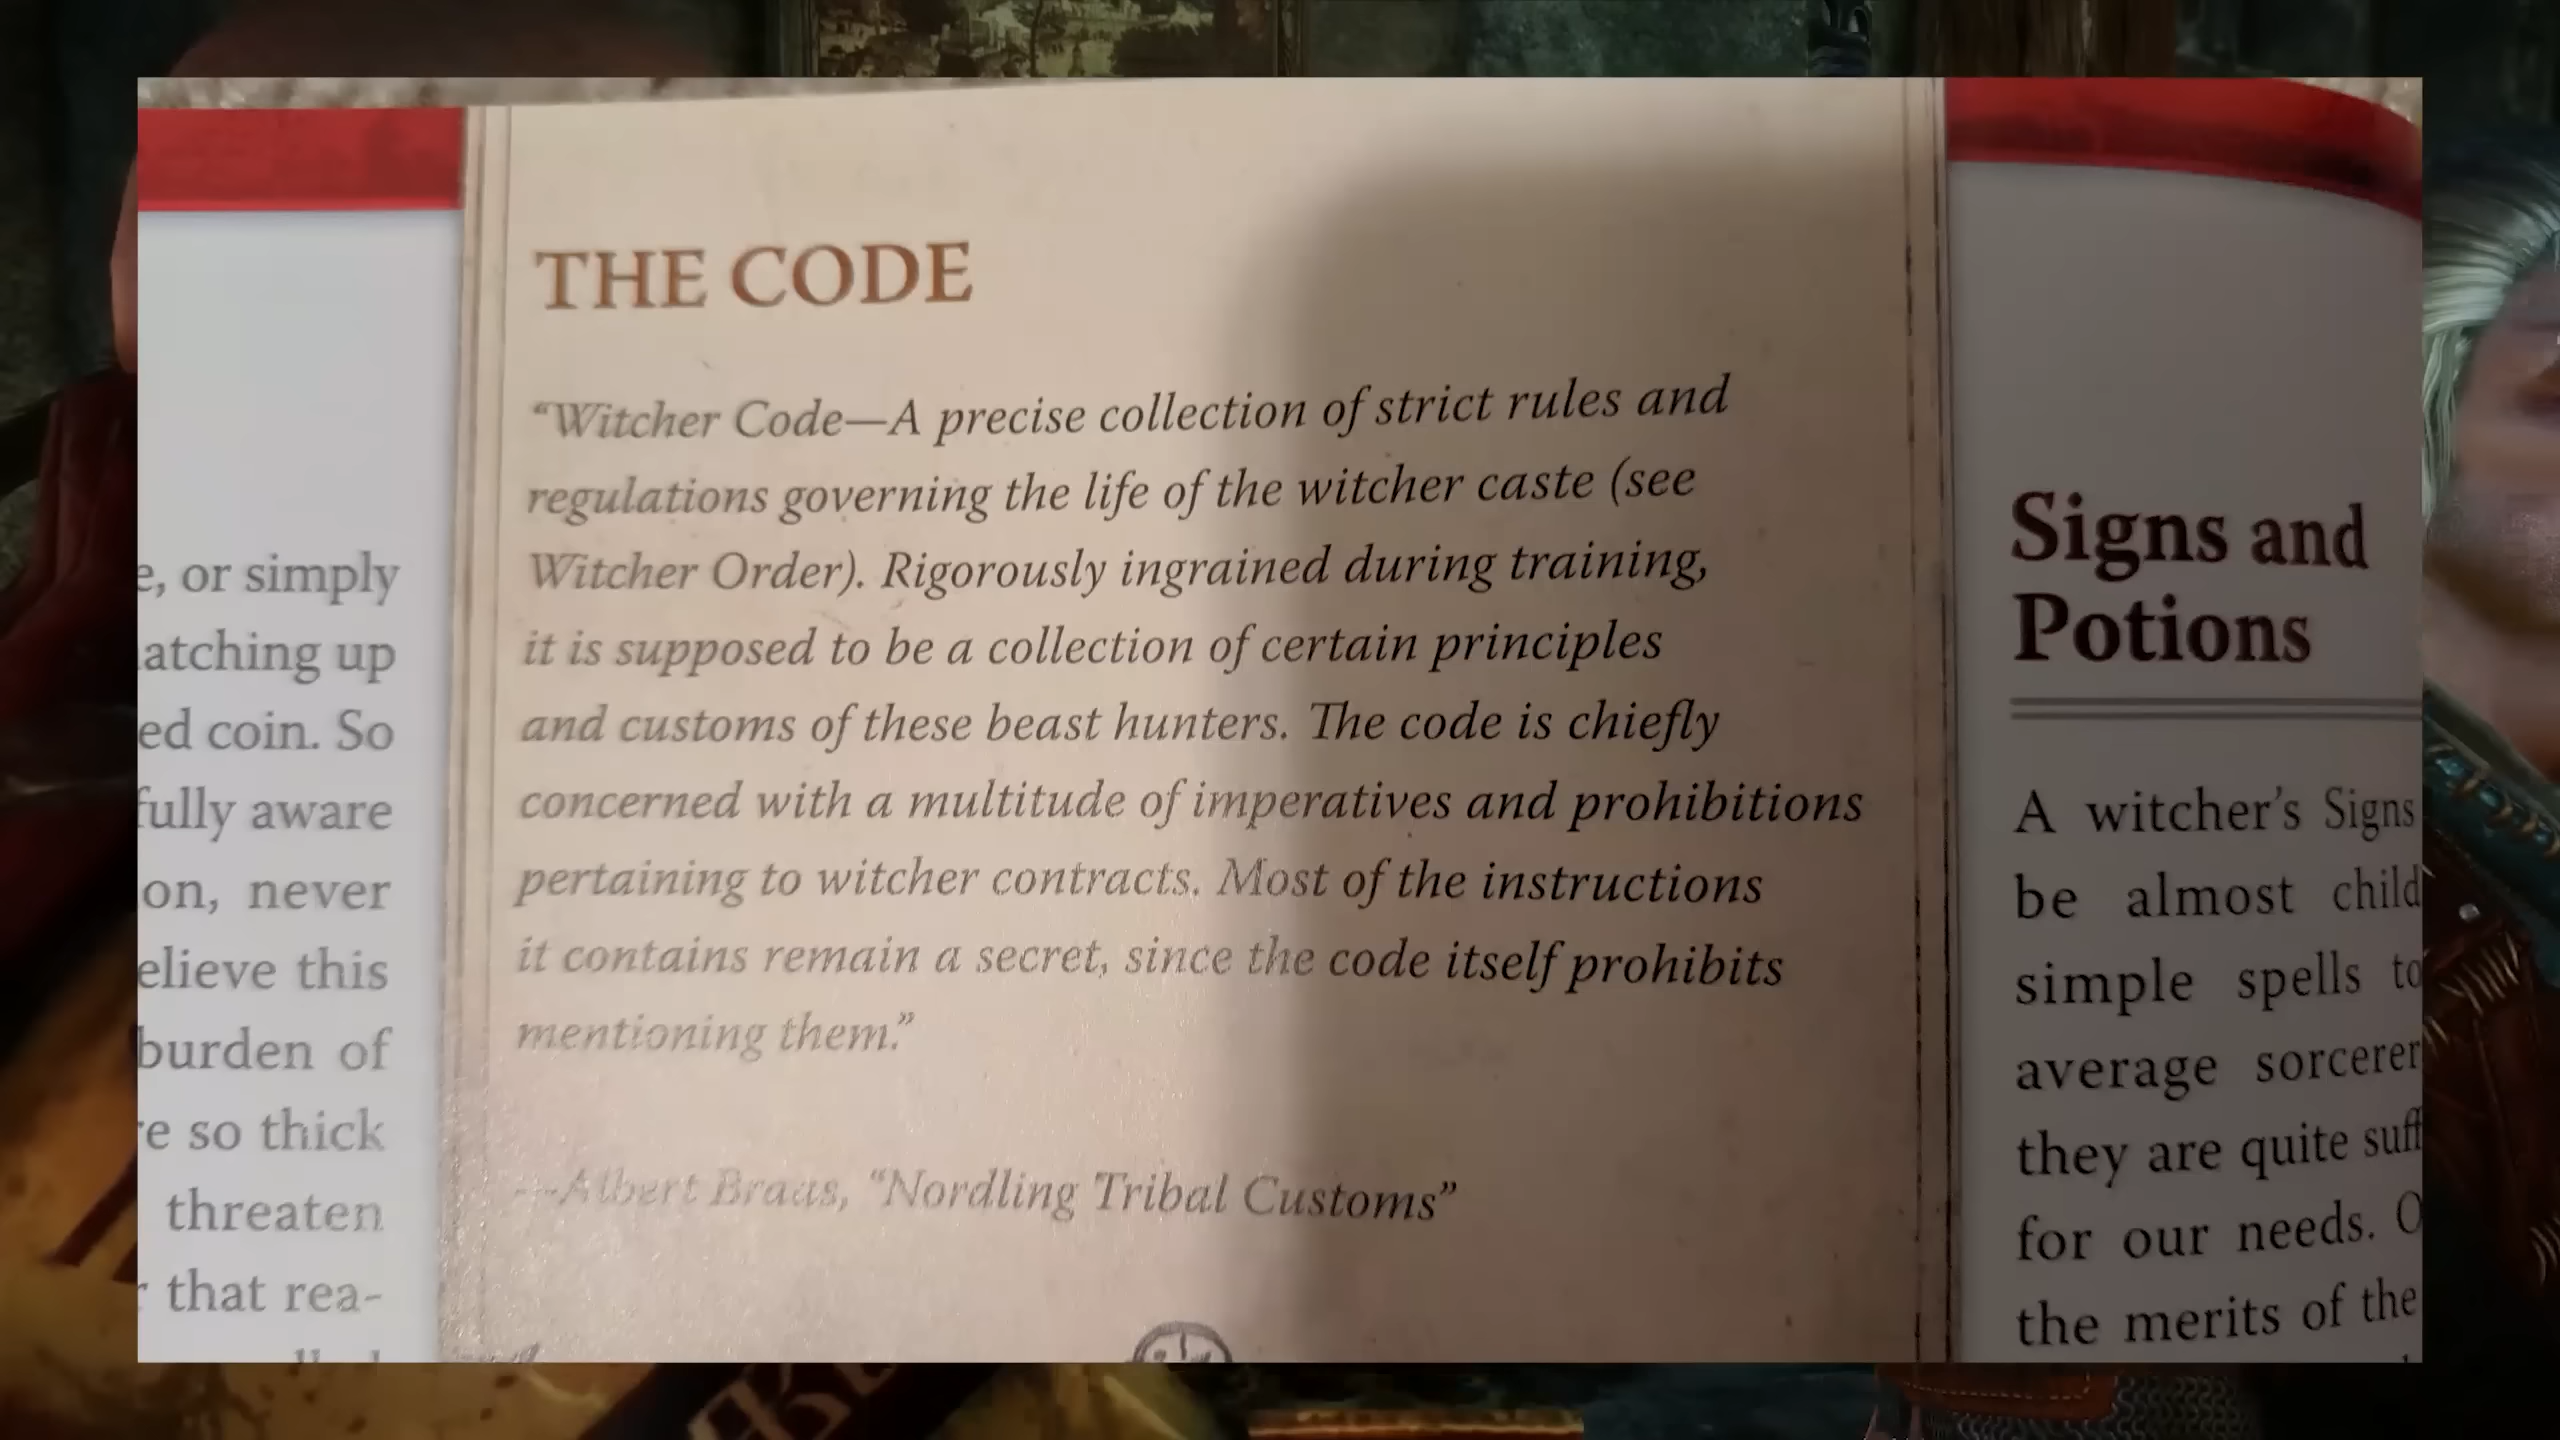 e, or simply
atching up
ed coin. So
fully aware
on, never
elieve this
burden of
e so thick
threaten
that rea-
THE CODE
“Witcher Code—A precise collection of strict rules and
regulations governing the life of the witcher caste (see
Witcher Order). Rigorously ingrained during training,
it is supposed to be a collection of certain principles
and customs of these beast hunters. The code is chiefly
concerned with a multitude of imperatives and prohibitions
pertaining to witcher contracts. Most of the instructions
it contains remain a secret, since the code itself prohibits
mentioning them.”
—Albert Braas, “Nordling Tribal Customs”
Signs and
Potions
A witcher’s Signs
be almost child
simple spells to
average sorcerer
they are quite suff
for our needs. O
the merits of the